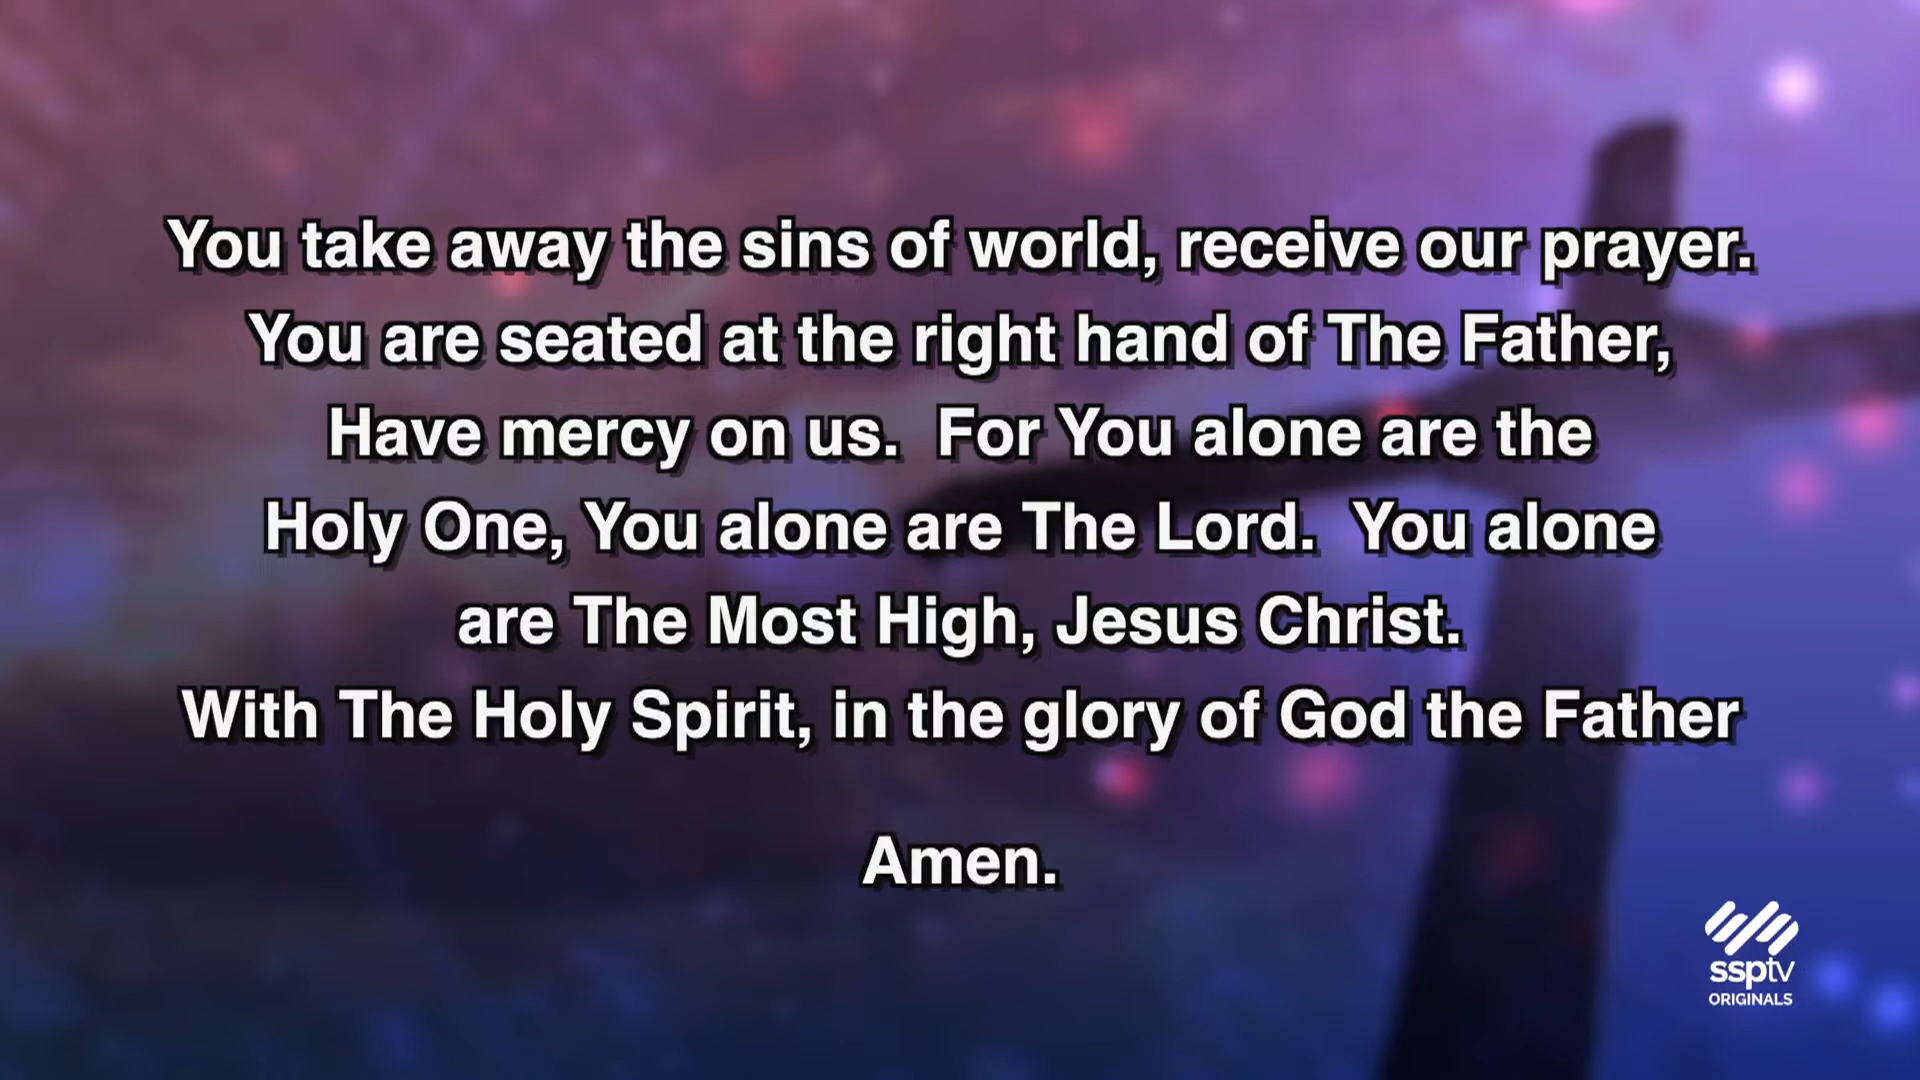 You take away the sins of world, receive our prayer.
You are seated at the right hand of The Father,
Have mercy on us.  For You alone are the
Holy One, You alone are The Lord.  You alone
are The Most High, Jesus Christ.
With The Holy Spirit, in the glory of God the Father
Amen.
ssptv
ORIGINALS